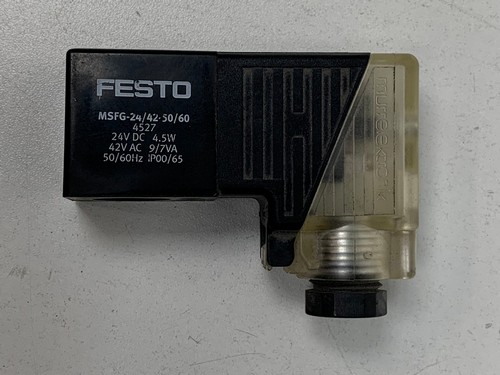 FESTO
MSFG-24/42-50/60
4527
24V DC 4.5W
42V AC 9/7VA
50/60Hz IP00/65
murrelektronik